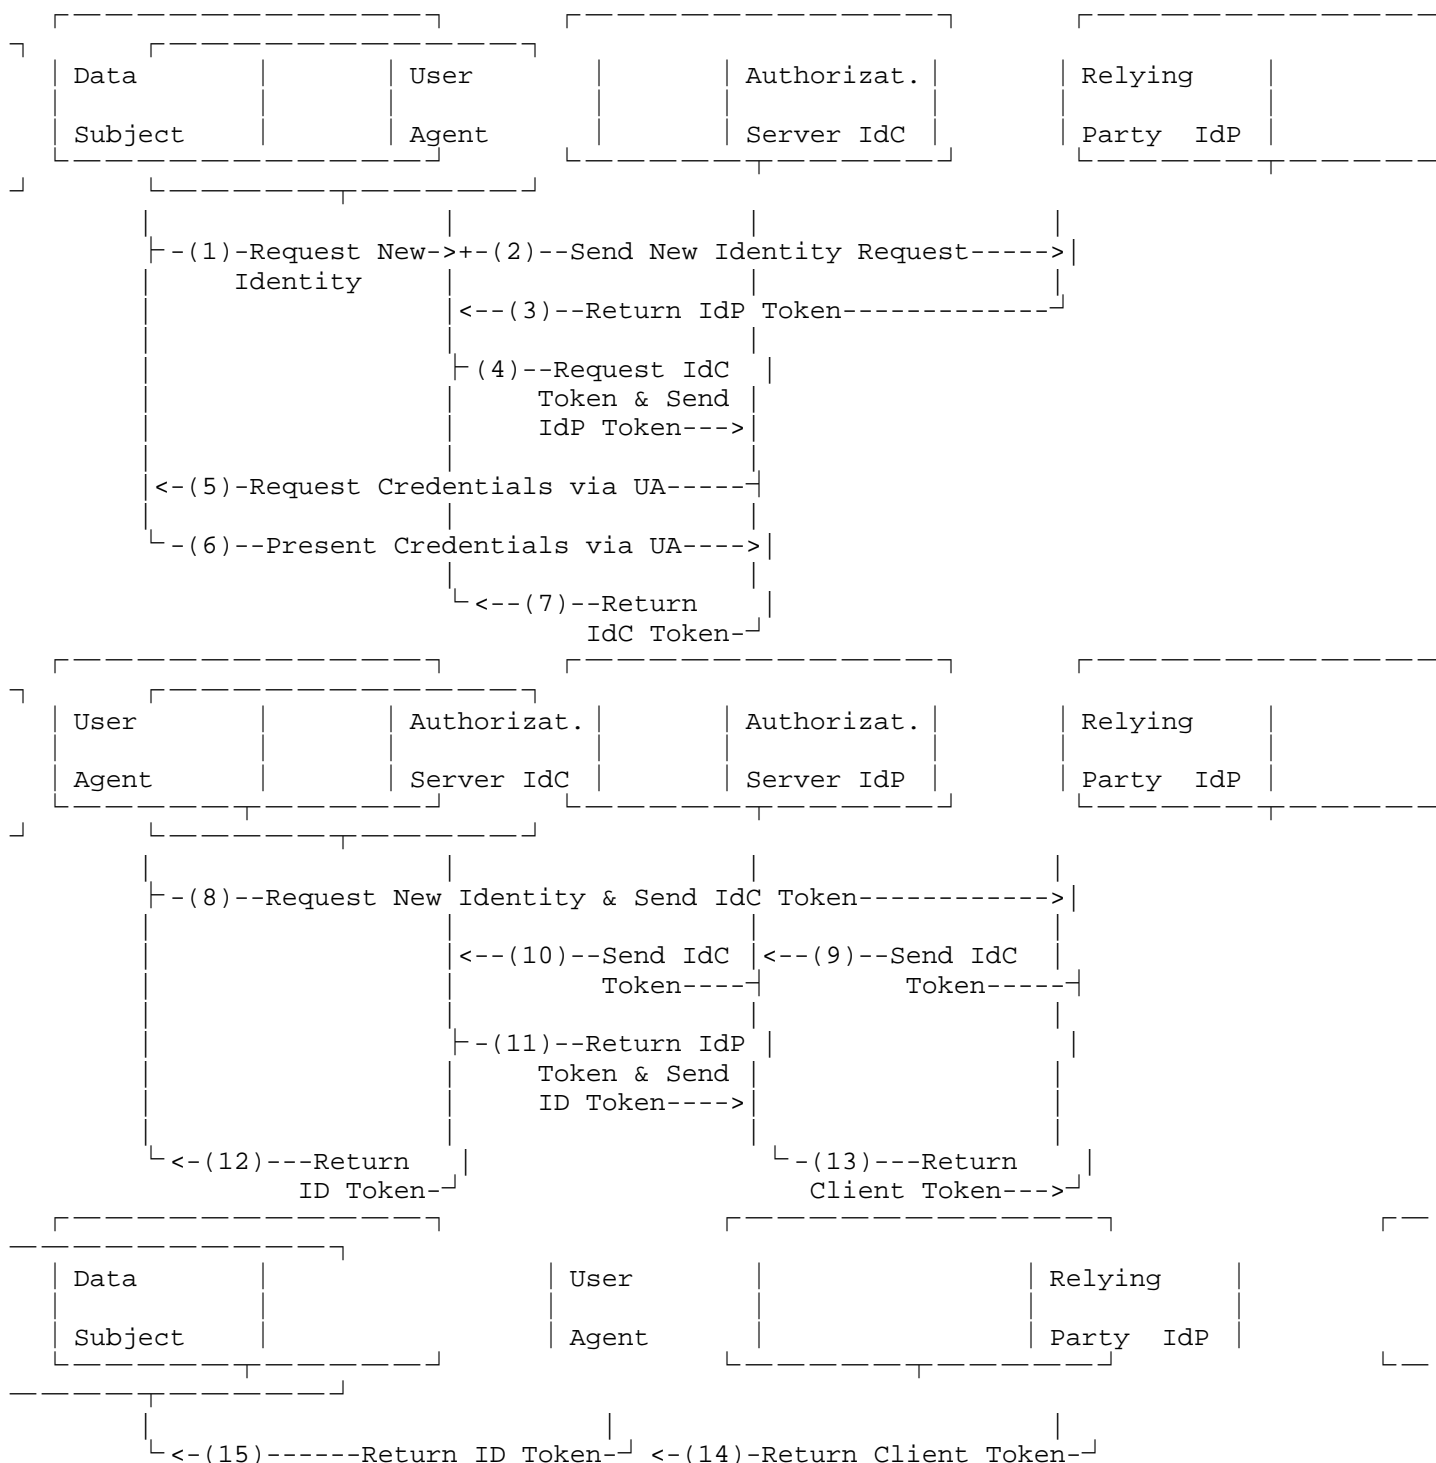 Data User Authorizat. Relying
Subject Agent Server IdC Party IdP
-(1)-Request New->+-(2)--Send New Identity Request----->
Identity
<--(3)--Return IdP Token-------------
(4)--Request IdC
Token & Send
IdP Token--->
<-(5)-Request Credentials via UA-----
-(6)--Present Credentials via UA---->
<--(7)--Return
IdC Token-
User Authorizat. Authorizat. Relying
Agent Server IdC Server IdP Party IdP
-(8)--Request New Identity & Send IdC Token------------>
<--(10)--Send IdC <--(9)--Send IdC
Token---- Token-----
-(11)--Return IdP
Token & Send
ID Token---->
<-(12)---Return -(13)---Return
ID Token- Client Token--->
Data User Relying
Subject Agent Party IdP
<-(15)------Return ID Token- <-(14)-Return Client Token-